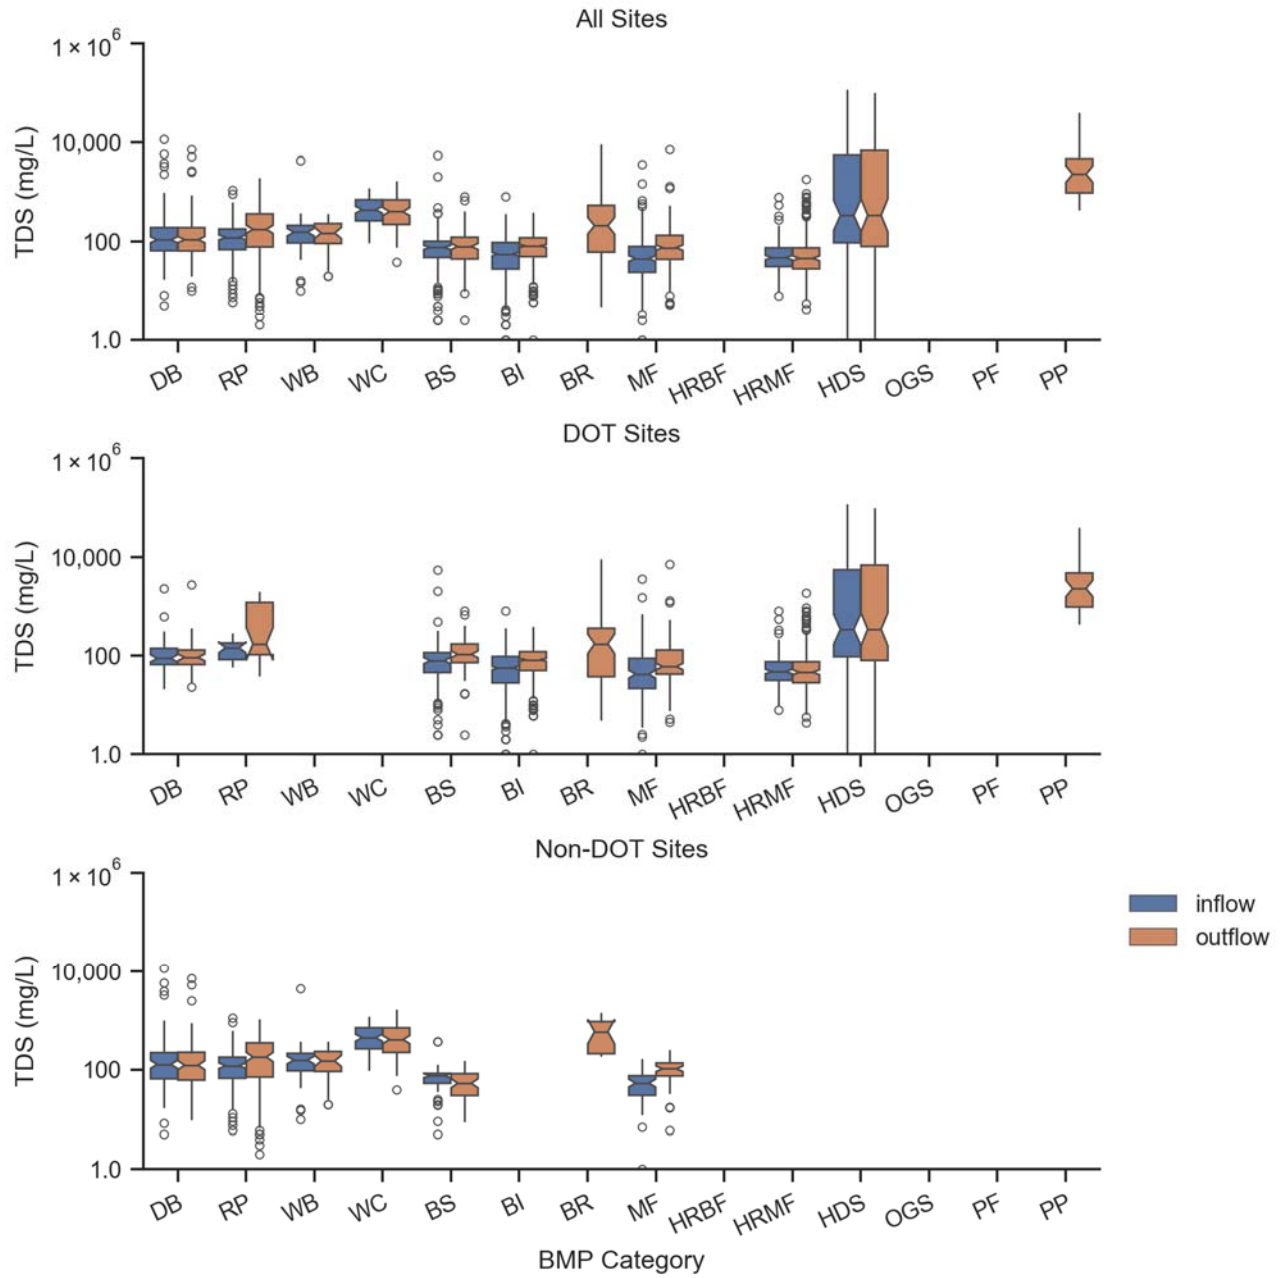 All Sites
1 × 10⁶
10,000
100
1.0
TDS (mg/L)
DB RP WB WC BS BI BR MF HRBF HRMF HDS OGS PF PP
DOT Sites
1 × 10⁶
10,000
100
1.0
TDS (mg/L)
DB RP WB WC BS BI BR MF HRBF HRMF HDS OGS PF PP
Non-DOT Sites
1 × 10⁶
10,000
100
1.0
TDS (mg/L)
inflow
outflow
DB RP WB WC BS BI BR MF HRBF HRMF HDS OGS PF PP
BMP Category